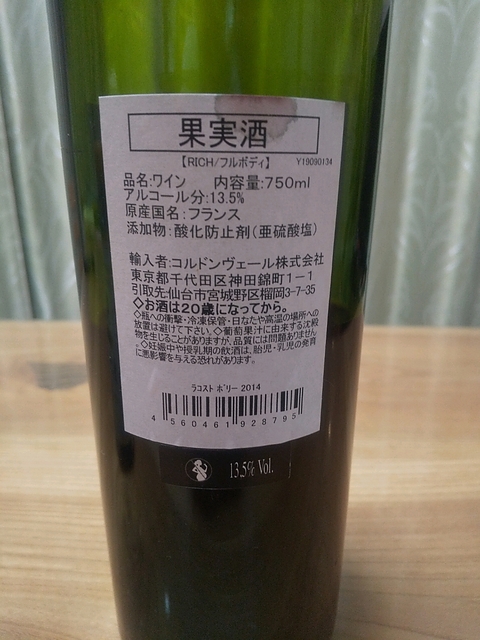 果実酒
【RICH/フルボディ】 Y19090134
品名:ワイン 内容量:750ml
アルコール分:13.5%
原産国名:フランス
添加物:酸化防止剤(亜硫酸塩)
輸入者:コルドンヴェール株式会社
東京都千代田区神田錦町1-1
引取先:仙台市宮城野区榴岡3-7-35
◇お酒は20歳になってから。
◇瓶への衝撃・冷凍保管・日なたや高温の場所への
放置は避けて下さい。◇葡萄果汁に由来する沈殿
物を生じることがありますが、品質には問題ありません。
◇妊娠中や授乳期の飲酒は、胎児・乳児の発育
に悪影響を与える恐れがあります。
ラコスト ボリー 2014
4 560461 928795
13.5% Vol.